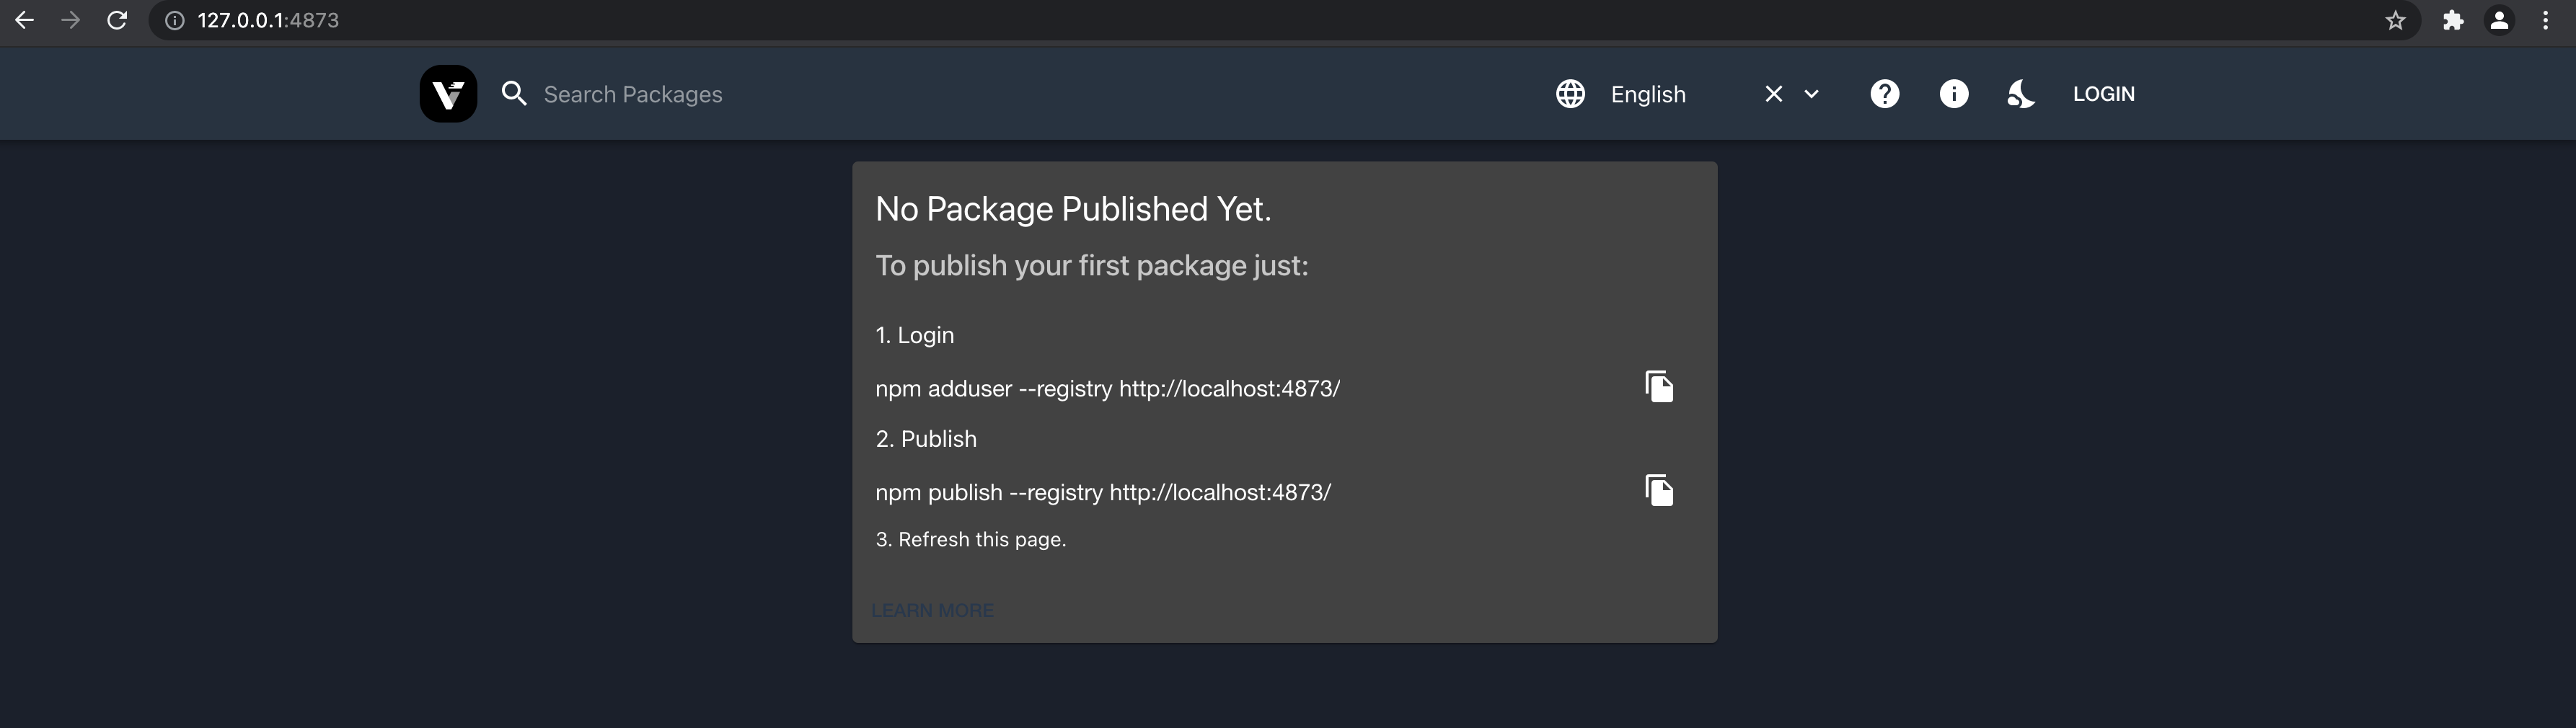 127.0.0.1:4873
Search Packages
English
LOGIN
No Package Published Yet.
To publish your first package just:
1. Login
npm adduser --registry http://localhost:4873/
2. Publish
npm publish --registry http://localhost:4873/
3. Refresh this page.
LEARN MORE